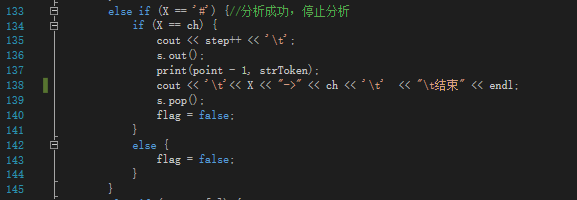 133 else if (X == '#') {//分析成功，停止分析
134 if (X == ch) {
135 cout << step++ << '\t';
136 s.out();
137 print(point - 1, strToken);
138 cout << '\t'<< X << "->" << ch << '\t'  << "\t结束" << endl;
139 s.pop();
140 flag = false;
141 }
142 else {
143 flag = false;
144 }
145 }